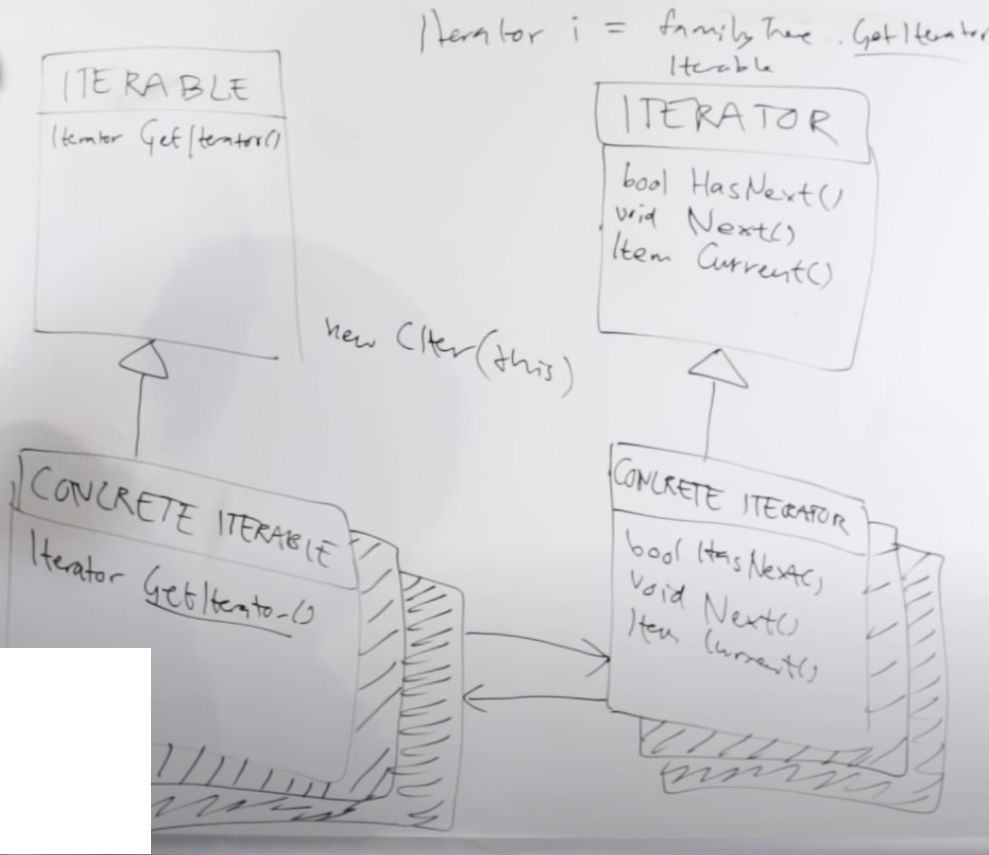 Iterator i = familyTree.GetIterator
Iterable
ITERABLE
Iterator GetIterator()
ITERATOR
bool HasNext()
void Next()
Item Current()
new CIter(this)
CONCRETE ITERABLE
Iterator GetIterator()
CONCRETE ITERATOR
bool HasNext()
void Next()
Item Current()